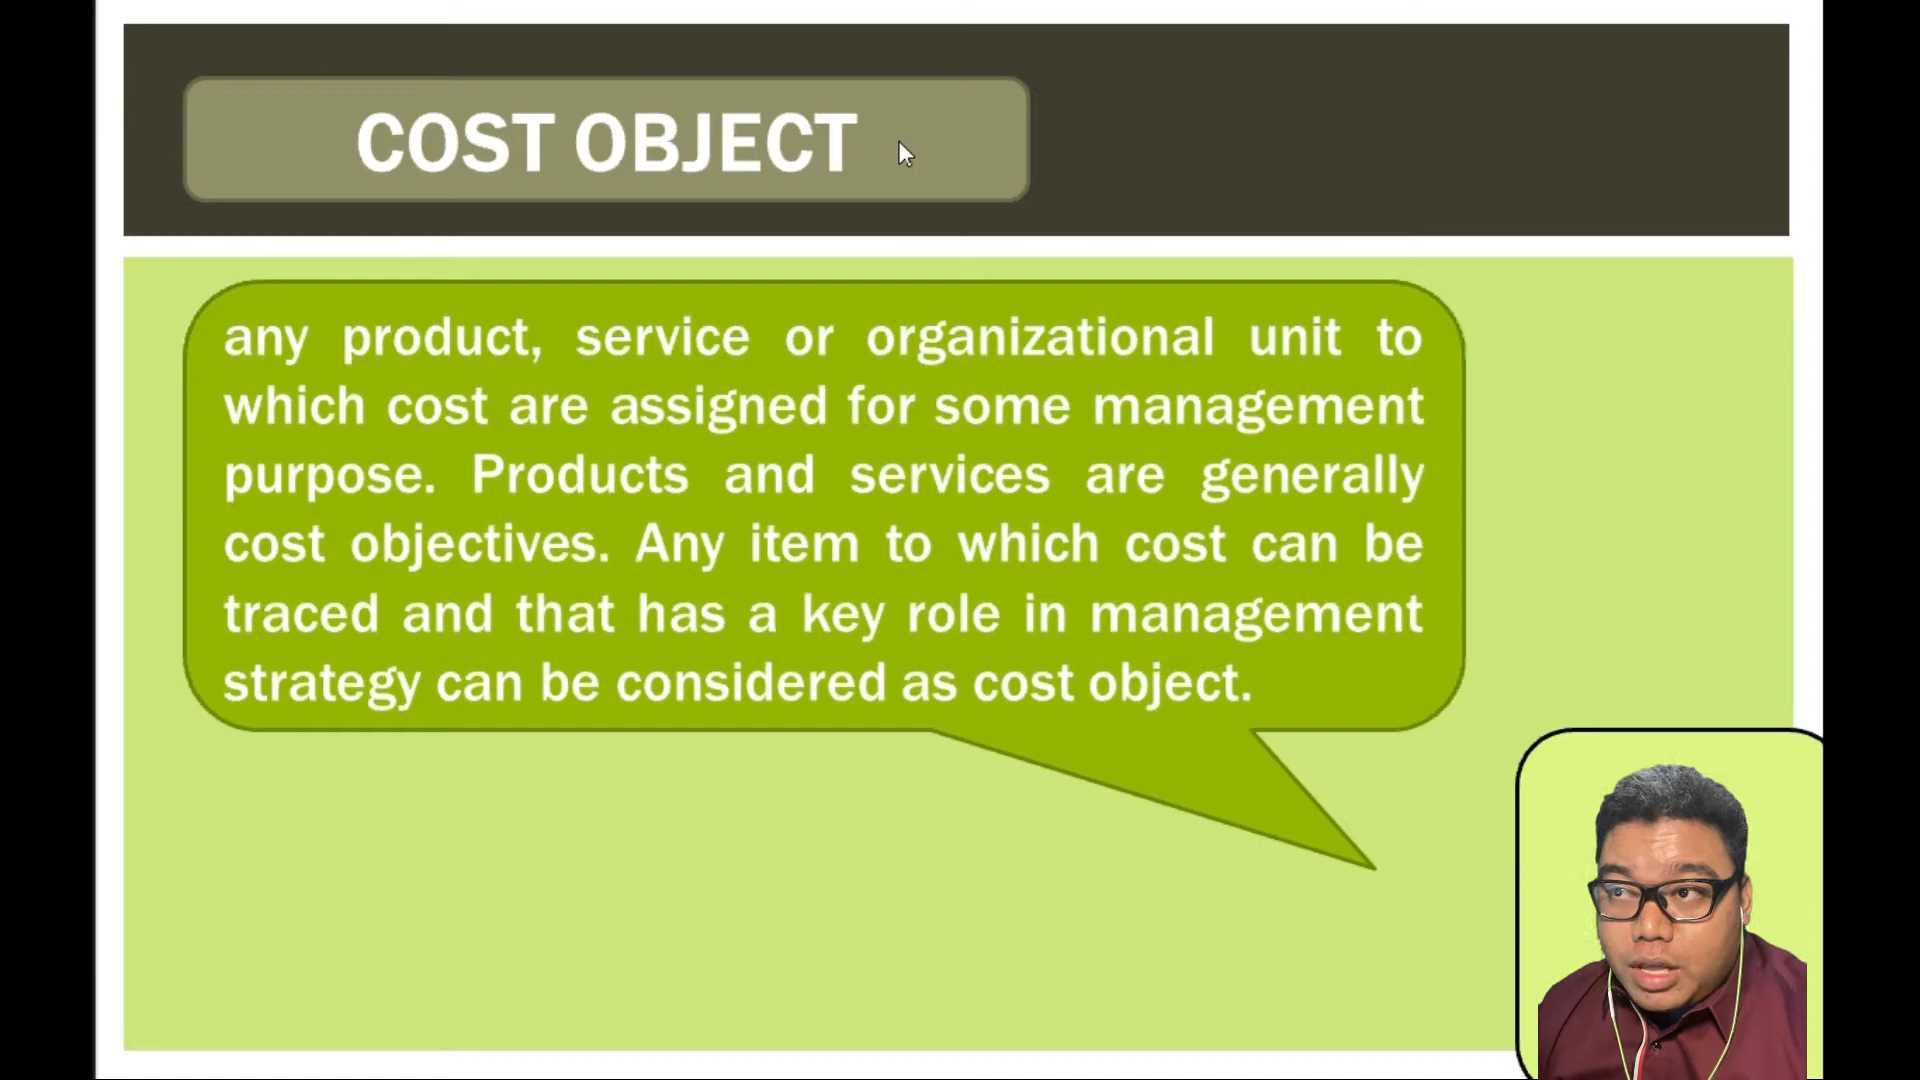 COST OBJECT
any product, service or organizational unit to
which cost are assigned for some management
purpose. Products and services are generally
cost objectives. Any item to which cost can be
traced and that has a key role in management
strategy can be considered as cost object.